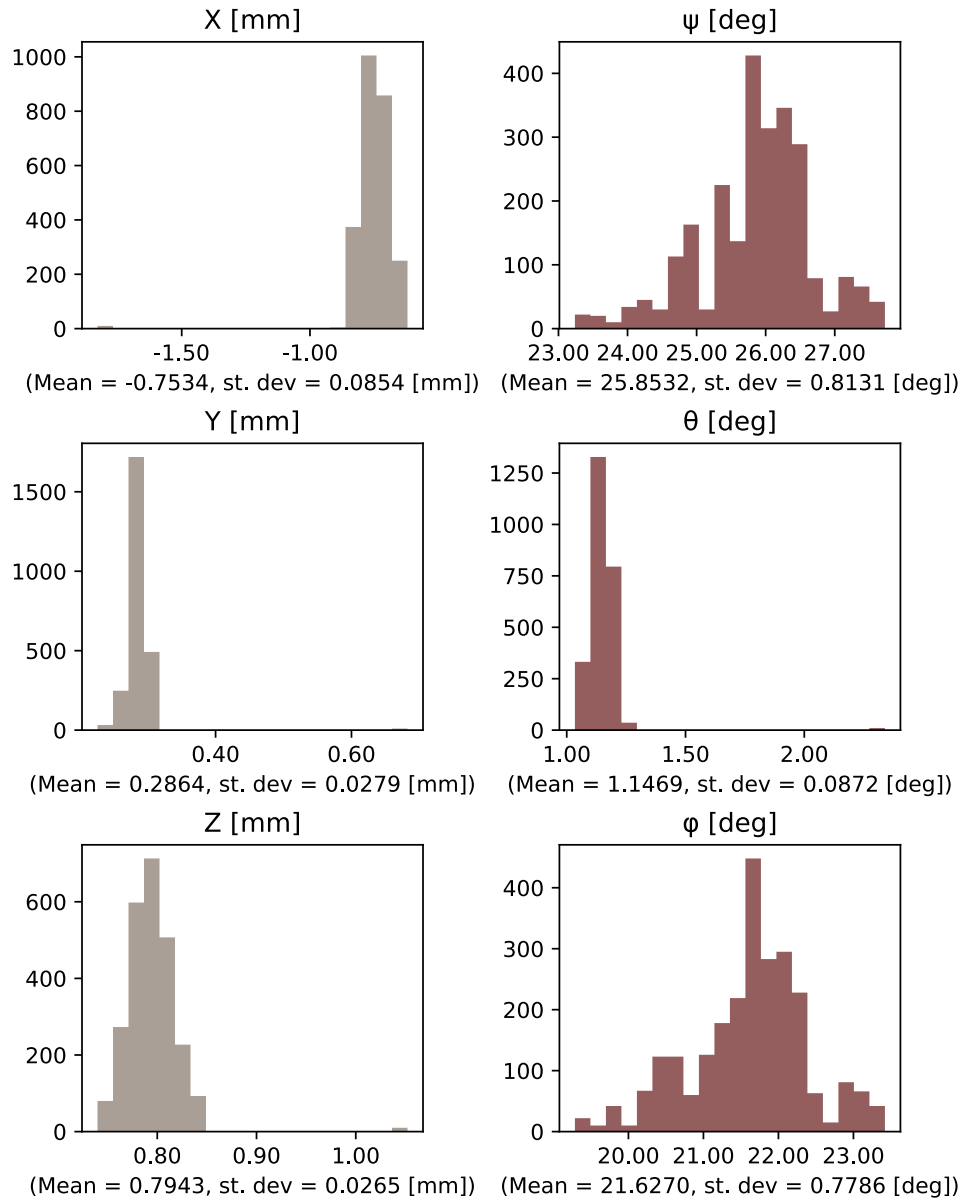 X [mm]
1000
800
600
400
200
0
-1.50 -1.00
(Mean = -0.7534, st. dev = 0.0854 [mm])
ψ [deg]
400
300
200
100
0
23.00 24.00 25.00 26.00 27.00
(Mean = 25.8532, st. dev = 0.8131 [deg])
Y [mm]
1500
1000
500
0
0.40 0.60
(Mean = 0.2864, st. dev = 0.0279 [mm])
θ [deg]
1250
1000
750
500
250
0
1.00 1.50 2.00
(Mean = 1.1469, st. dev = 0.0872 [deg])
Z [mm]
600
400
200
0
0.80 0.90 1.00
(Mean = 0.7943, st. dev = 0.0265 [mm])
φ [deg]
400
300
200
100
0
20.00 21.00 22.00 23.00
(Mean = 21.6270, st. dev = 0.7786 [deg])